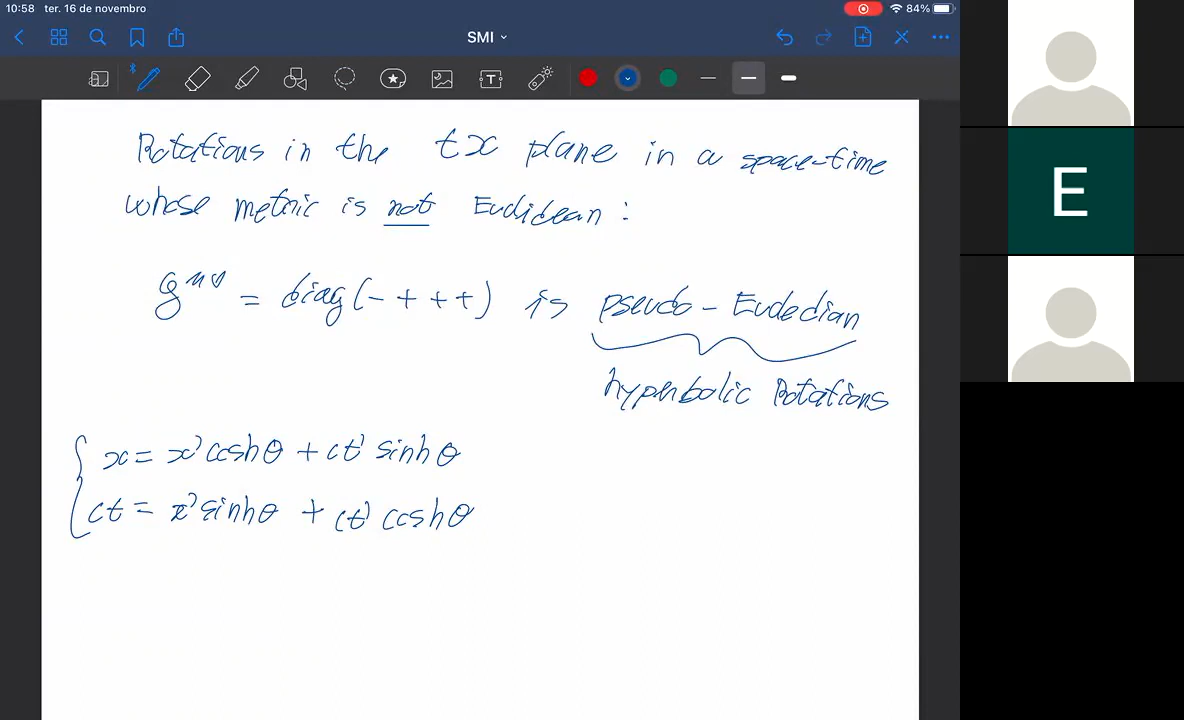 10:58 ter. 16 de novembro 84%
SMI
T
Rotations in the tx plane in a space-time
whose metric is not Euclidean :
g^{μν} = diag(- + + +) is pseudo - Eucledian
hyperbolic Rotations
x = x' cosh θ + ct' sinh θ
ct = x' sinh θ + ct' cosh θ
E